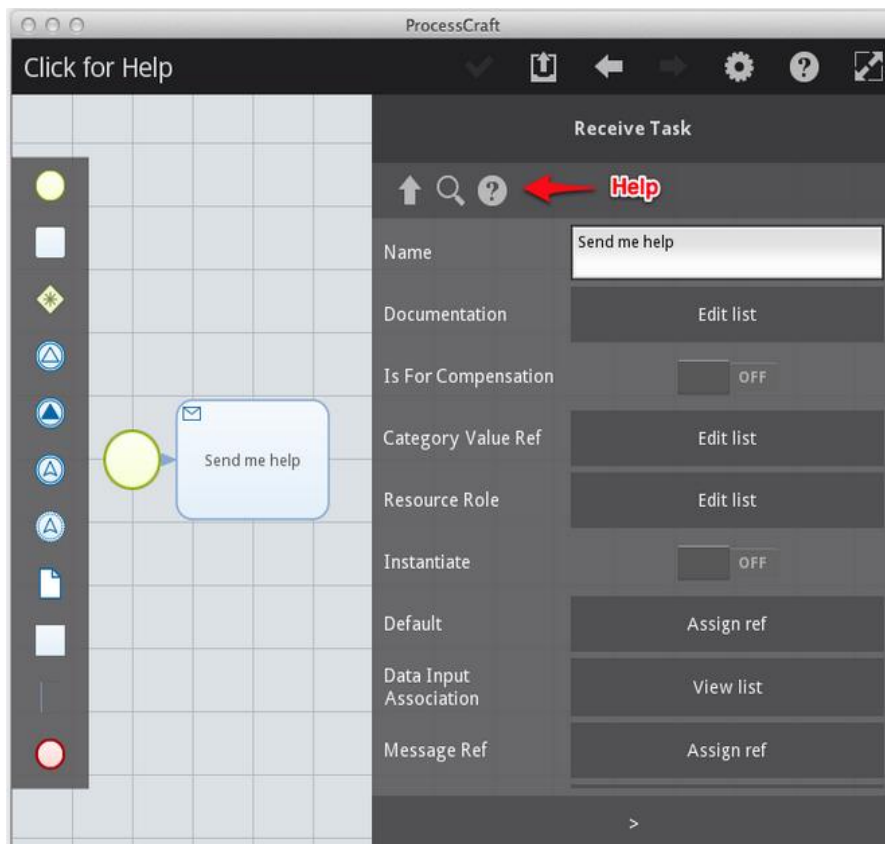 ProcessCraft
Click for Help
Receive Task
Help
Name
Send me help
Documentation
Edit list
Is For Compensation
OFF
Category Value Ref
Edit list
Send me help
Resource Role
Edit list
Instantiate
OFF
Default
Assign ref
Data Input
Association
View list
Message Ref
Assign ref
>